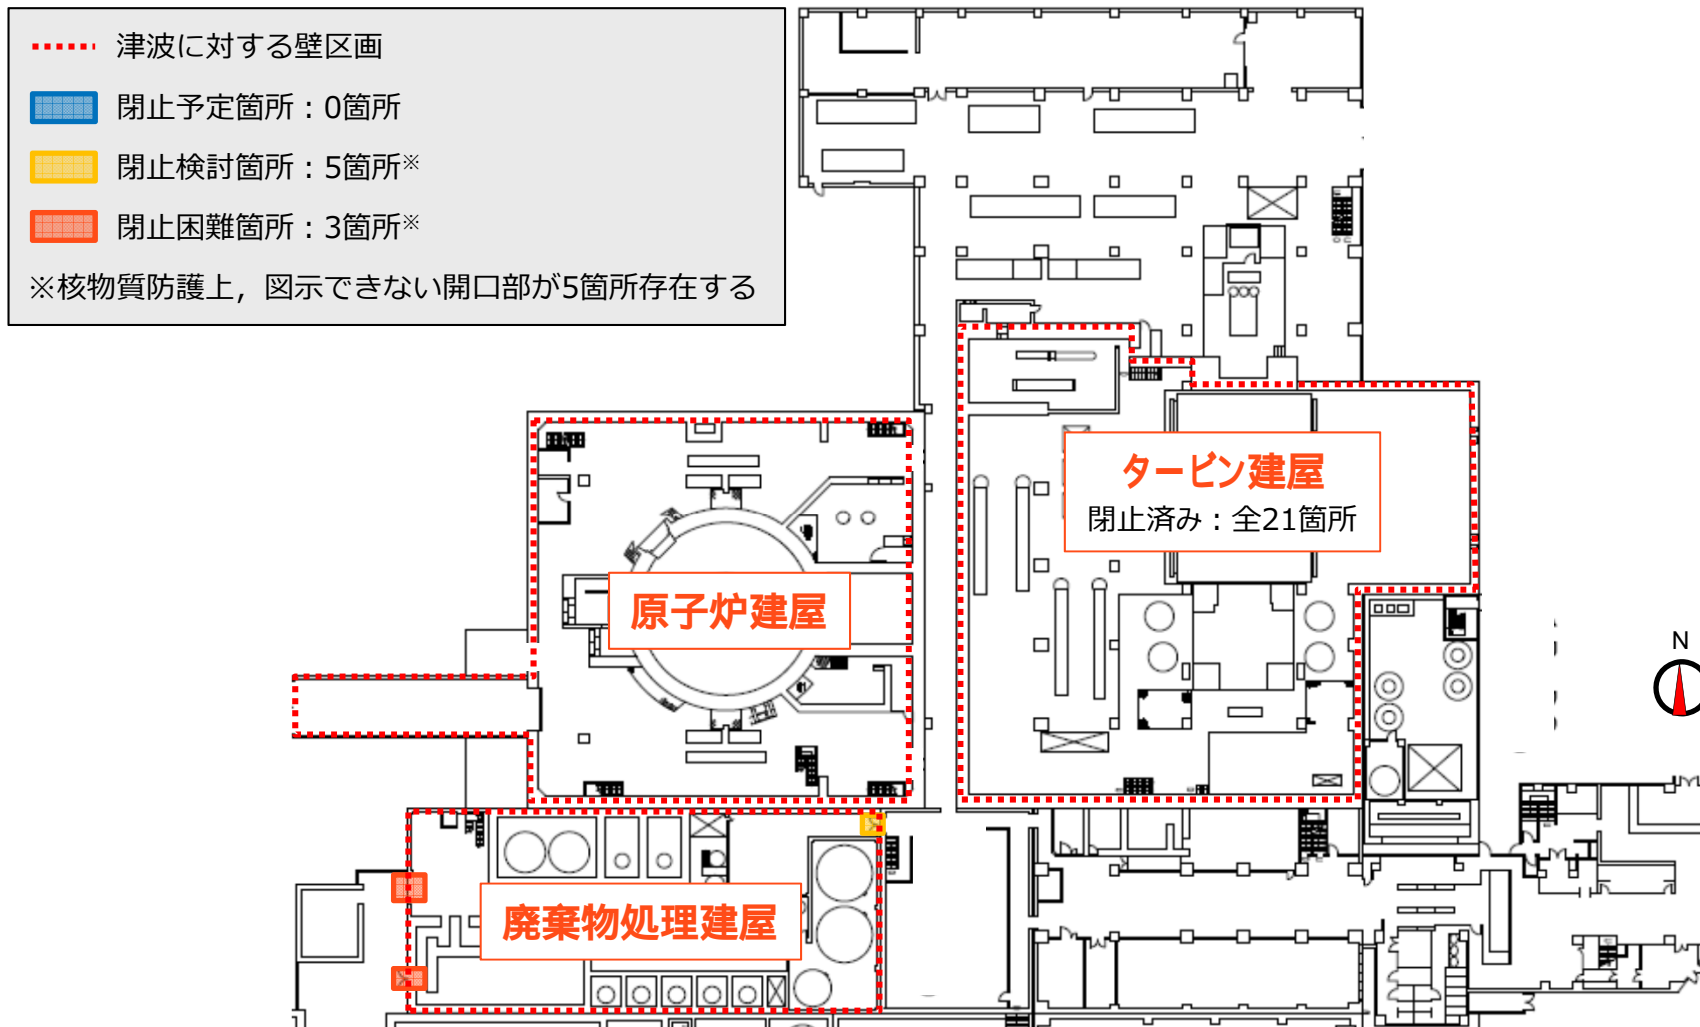 津波に対する壁区画
閉止予定箇所：0箇所
閉止検討箇所：5箇所※
閉止困難箇所：3箇所※
※核物質防護上，図示できない開口部が5箇所存在する
タービン建屋
閉止済み：全21箇所
原子炉建屋
N
廃棄物処理建屋